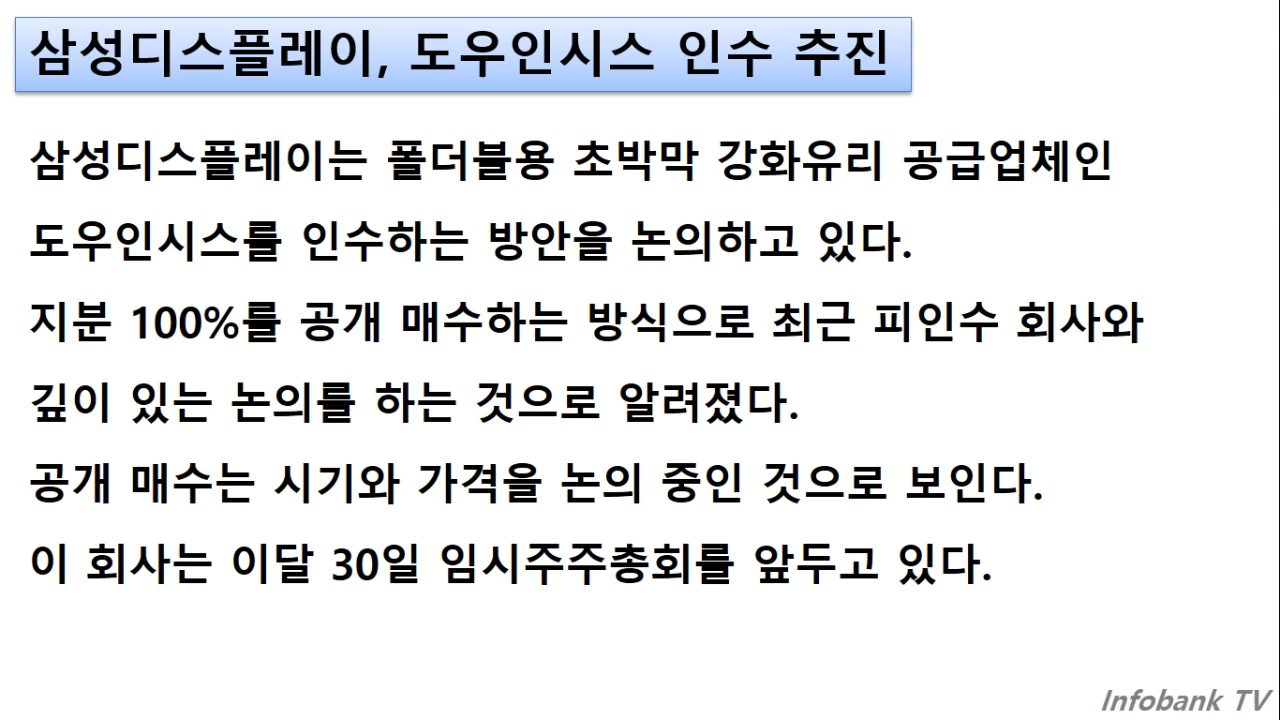 삼성디스플레이, 도우인시스 인수 추진
삼성디스플레이는 폴더블용 초박막 강화유리 공급업체인
도우인시스를 인수하는 방안을 논의하고 있다.
지분 100%를 공개 매수하는 방식으로 최근 피인수 회사와
깊이 있는 논의를 하는 것으로 알려졌다.
공개 매수는 시기와 가격을 논의 중인 것으로 보인다.
이 회사는 이달 30일 임시주주총회를 앞두고 있다.
Infobank TV